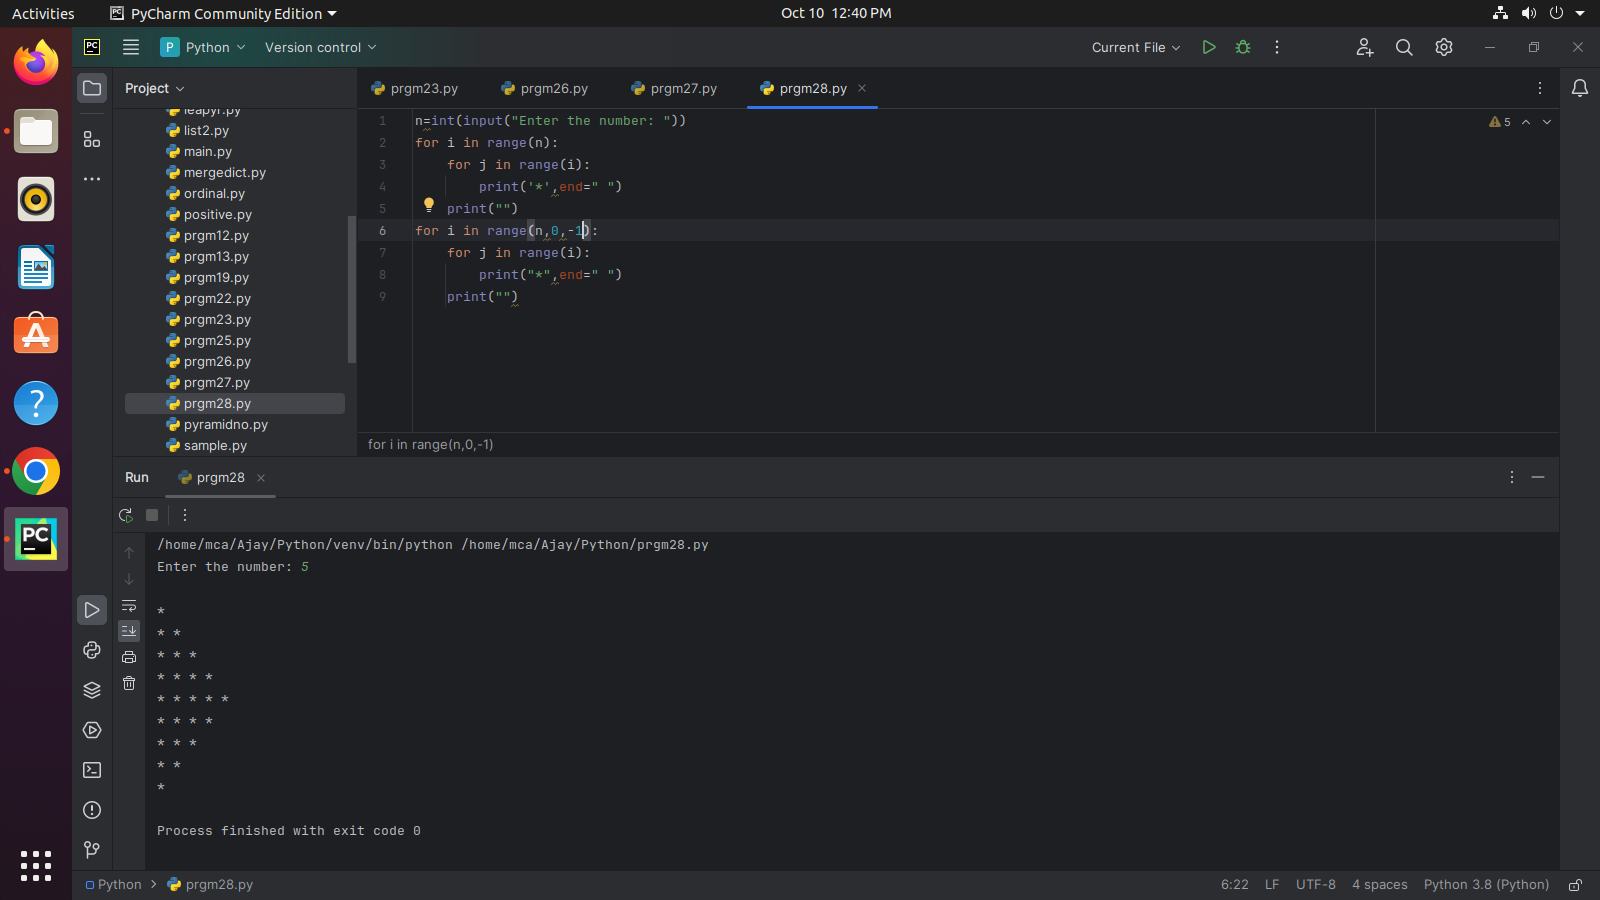 Activities
PyCharm Community Edition
Oct 10 12:40 PM
PC
P Python
Version control
Current File
Project
leapyr.py
list2.py
main.py
mergedict.py
ordinal.py
positive.py
prgm12.py
prgm13.py
prgm19.py
prgm22.py
prgm23.py
prgm25.py
prgm26.py
prgm27.py
prgm28.py
pyramidno.py
sample.py
prgm23.py
prgm26.py
prgm27.py
prgm28.py
5
1 n=int(input("Enter the number: "))
2 for i in range(n):
3     for j in range(i):
4         print('*',end=" ")
5     print("")
6 for i in range(n,0,-1):
7     for j in range(i):
8         print("*",end=" ")
9     print("")
for i in range(n,0,-1)
Run
prgm28
/home/mca/Ajay/Python/venv/bin/python /home/mca/Ajay/Python/prgm28.py
Enter the number: 5
*
* *
* * *
* * * *
* * * * *
* * * *
* * *
* *
*
Process finished with exit code 0
PC
Python > prgm28.py
6:22
LF
UTF-8
4 spaces
Python 3.8 (Python)